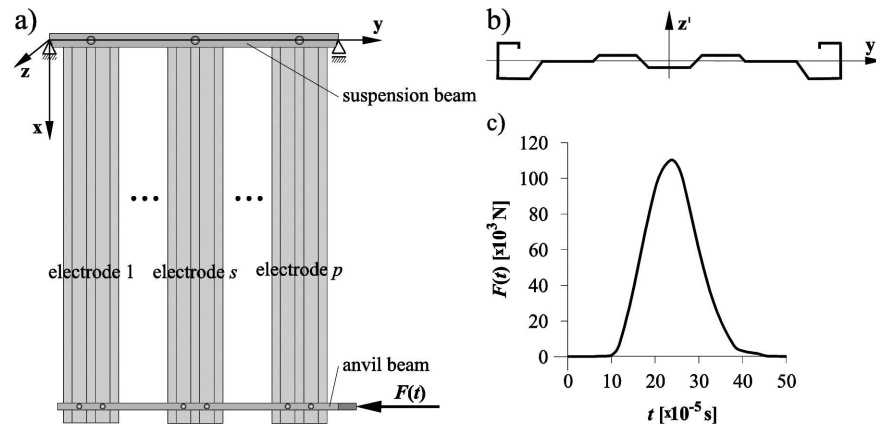 a)
y
z
x
suspension beam
electrode 1
electrode s
electrode p
anvil beam
F(t)
b)
z'
y'
c)
F(t) [x10³N]
120
100
80
60
40
20
0
0 10 20 30 40 50
t [x10⁻⁵ s]